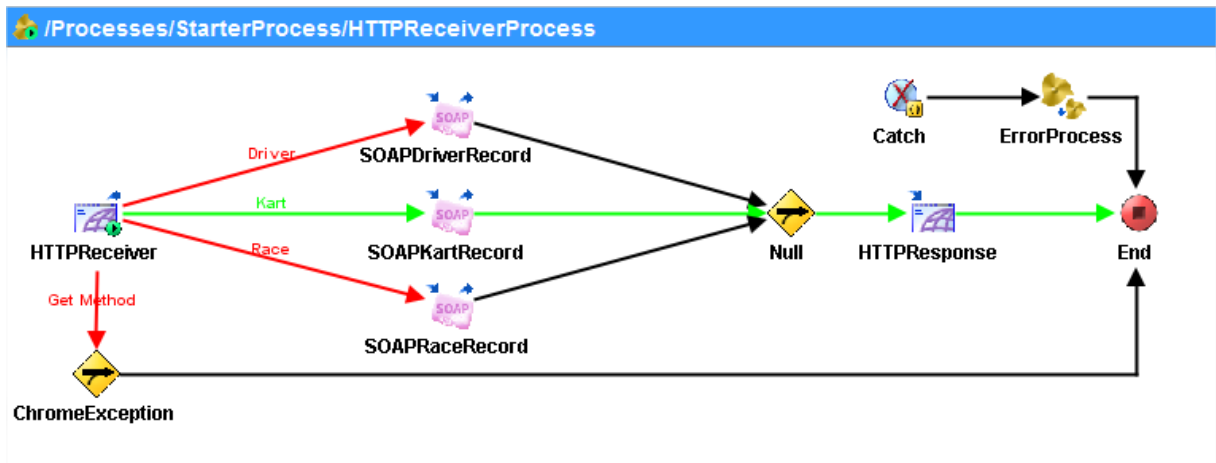 /Processes/StarterProcess/HTTPReceiverProcess
Catch
ErrorProcess
SOAP
SOAPDriverRecord
Driver
Kart
SOAP
HTTPReceiver
SOAPKartRecord
Null
HTTPResponse
End
Race
SOAP
SOAPRaceRecord
Get Method
ChromeException